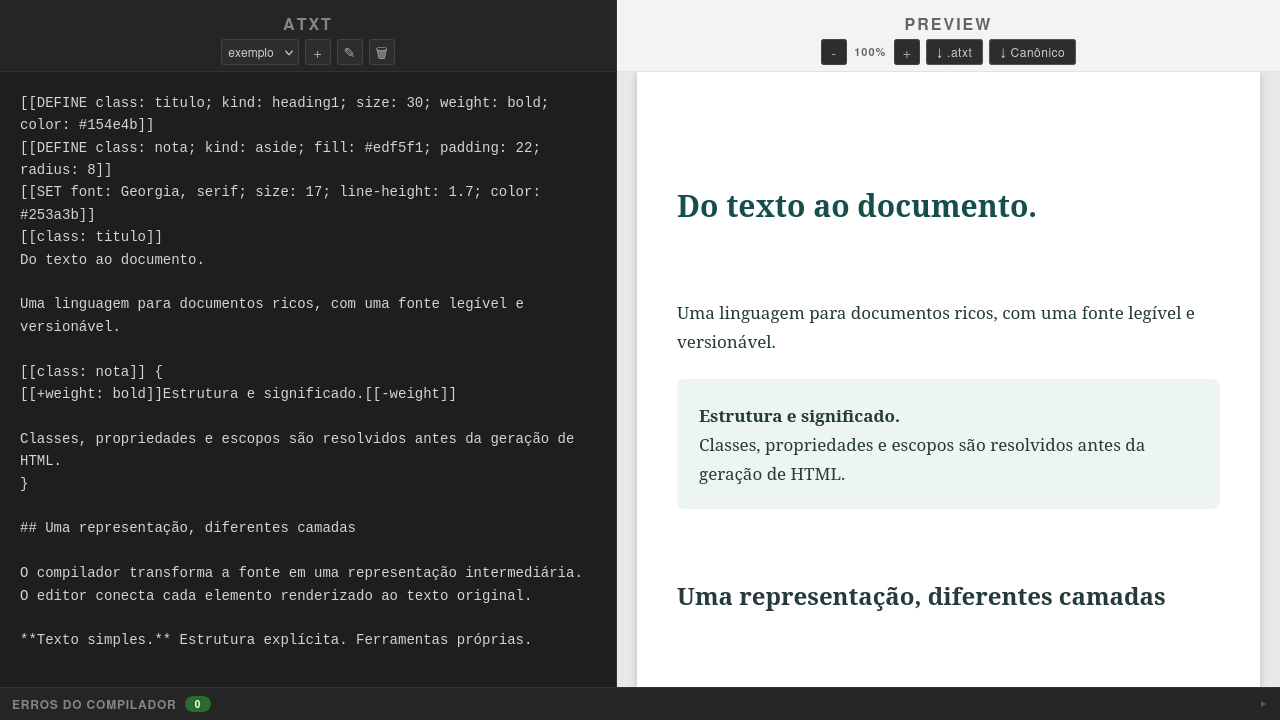 ATXT
exemplo
+
✎
[[DEFINE class: titulo; kind: heading1; size: 30; weight: bold;
color: #154e4b]]
[[DEFINE class: nota; kind: aside; fill: #edf5f1; padding: 22;
radius: 8]]
[[SET font: Georgia, serif; size: 17; line-height: 1.7; color:
#253a3b]]
[[class: titulo]]
Do texto ao documento.
Uma linguagem para documentos ricos, com uma fonte legível e
versionável.
[[class: nota]] {
[[+weight: bold]]Estrutura e significado.[[-weight]]
Classes, propriedades e escopos são resolvidos antes da geração de
HTML.
}
## Uma representação, diferentes camadas
O compilador transforma a fonte em uma representação intermediária.
O editor conecta cada elemento renderizado ao texto original.
**Texto simples.** Estrutura explícita. Ferramentas próprias.
PREVIEW
- 100% + ↓ .atxt ↓ Canônico
Do texto ao documento.
Uma linguagem para documentos ricos, com uma fonte legível e
versionável.
Estrutura e significado.
Classes, propriedades e escopos são resolvidos antes da
geração de HTML.
Uma representação, diferentes camadas
ERROS DO COMPILADOR 0